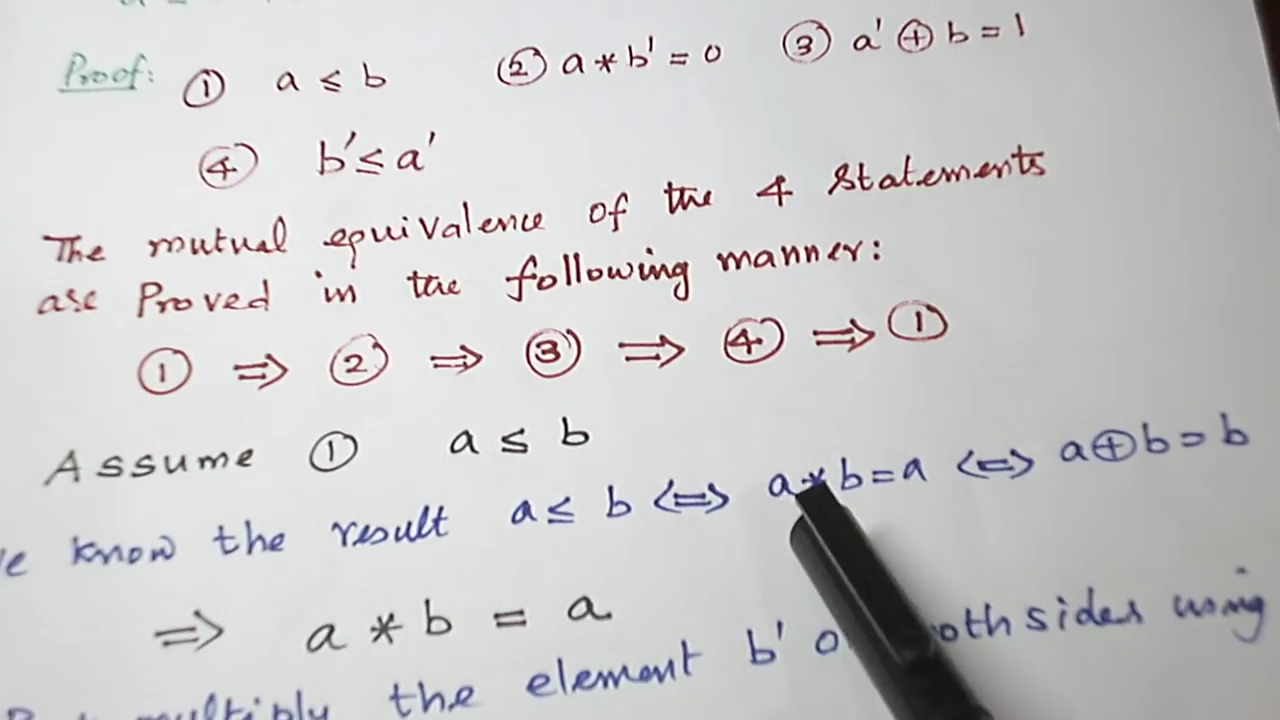 Proof: ① a ≤ b ② a * b' = 0 ③ a' ⊕ b = 1
④ b' ≤ a'
The mutual equivalence of the 4 statements
are Proved in the following manner:
① ⇒ ② ⇒ ③ ⇒ ④ ⇒ ①
Assume ① a ≤ b
know the result a ≤ b ⇔ a * b = a ⇔ a ⊕ b = b
⇒ a * b = a
multiply the element b' both sides using